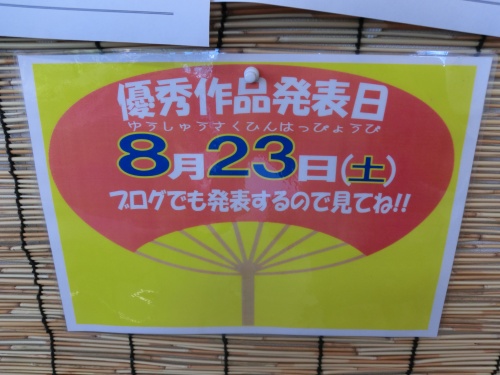 優秀作品発表日
ゆうしゅうさくひんはっぴょうび
8月23日(土)
ブログでも発表するので見てね!!